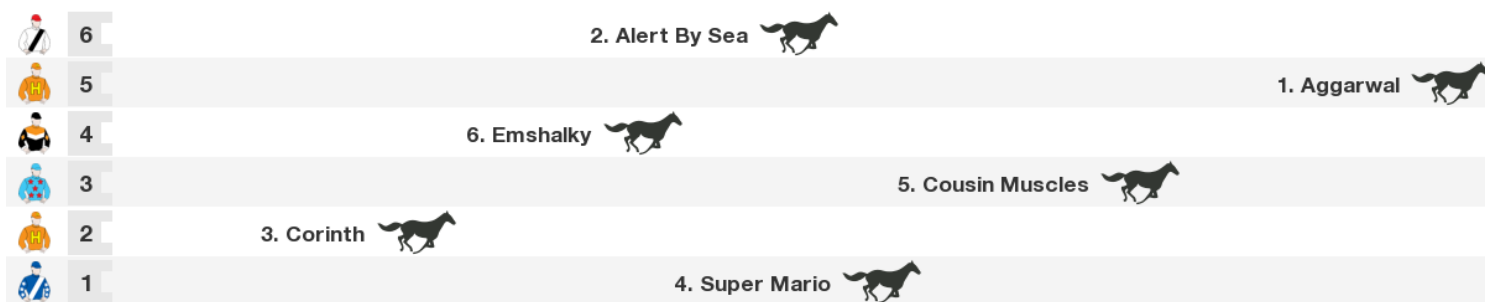 6 2. Alert By Sea
H 5 1. Aggarwal
4 6. Emshalky
3 5. Cousin Muscles
H 2 3. Corinth
1 4. Super Mario